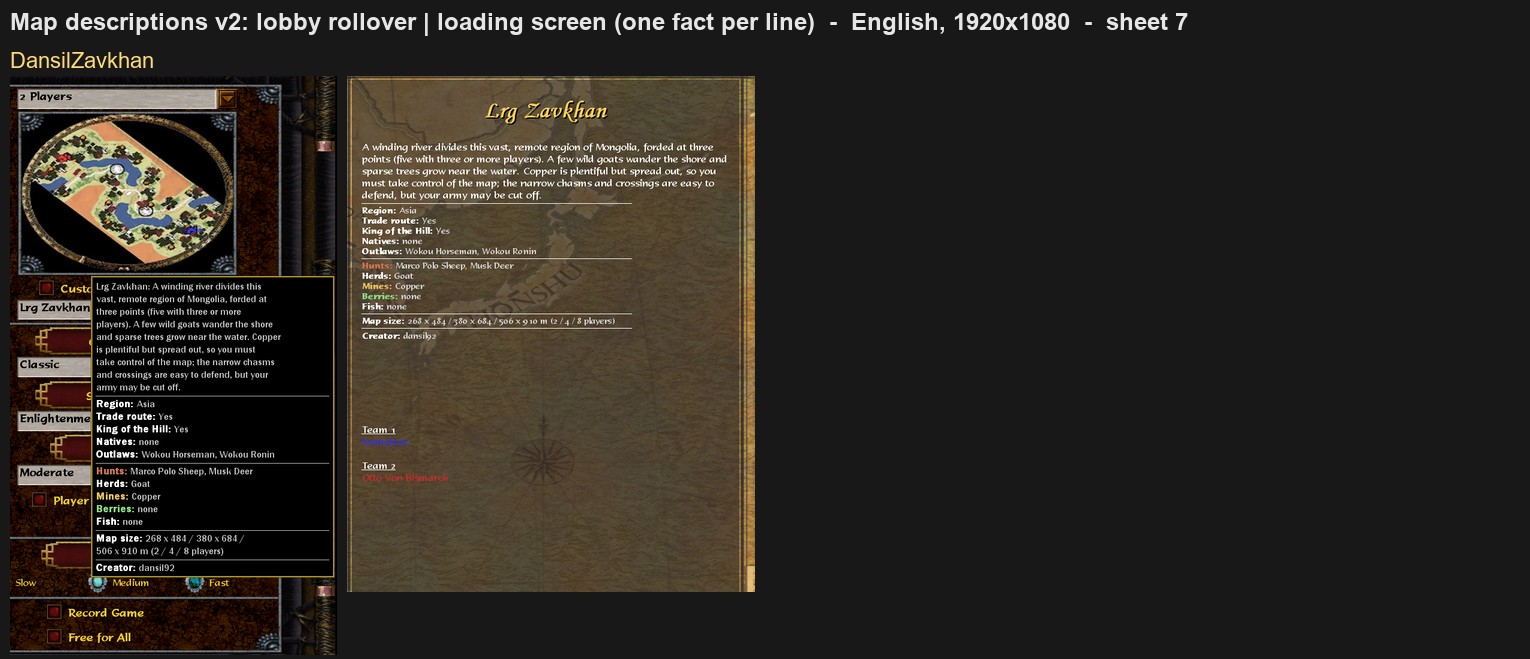 Map descriptions v2: lobby rollover | loading screen (one fact per line) - English, 1920x1080 - sheet 7
DansilZavkhan
2 Players
Lrg Zavkhan
Classic
Moderate
Player
Slow
Medium
Fast
Record Game
Free for All
Lrg Zavkhan: A winding river divides this
vast, remote region of Mongolia, forded at
three points (five with three or more
players). A few wild goats wander the shore
and sparse trees grow near the water. Copper
is plentiful but spread out, so you must
take control of the map; the narrow chasms
and crossings are easy to defend, but your
army may be cut off.
Region: Asia
Trade route: Yes
King of the Hill: Yes
Natives: none
Outlaws: Wokou Horseman, Wokou Ronin
Hunts: Marco Polo Sheep, Musk Deer
Herds: Goat
Mines: Copper
Berries: none
Fish: none
Map size: 268 x 484 / 380 x 684 /
506 x 910 m (2 / 4 / 8 players)
Creator: dansil92
Lrg Zavkhan
A winding river divides this vast, remote region of Mongolia, forded at three
points (five with three or more players). A few wild goats wander the shore and
sparse trees grow near the water. Copper is plentiful but spread out, so you
must take control of the map; the narrow chasms and crossings are easy to
defend, but your army may be cut off.
Region: Asia
Trade route: Yes
King of the Hill: Yes
Natives: none
Outlaws: Wokou Horseman, Wokou Ronin
Hunts: Marco Polo Sheep, Musk Deer
Herds: Goat
Mines: Copper
Berries: none
Fish: none
Map size: 268 x 484 / 380 x 684 / 506 x 910 m (2 / 4 / 8 players)
Creator: dansil92
Team 1
Team 2
Otto von Bismarck